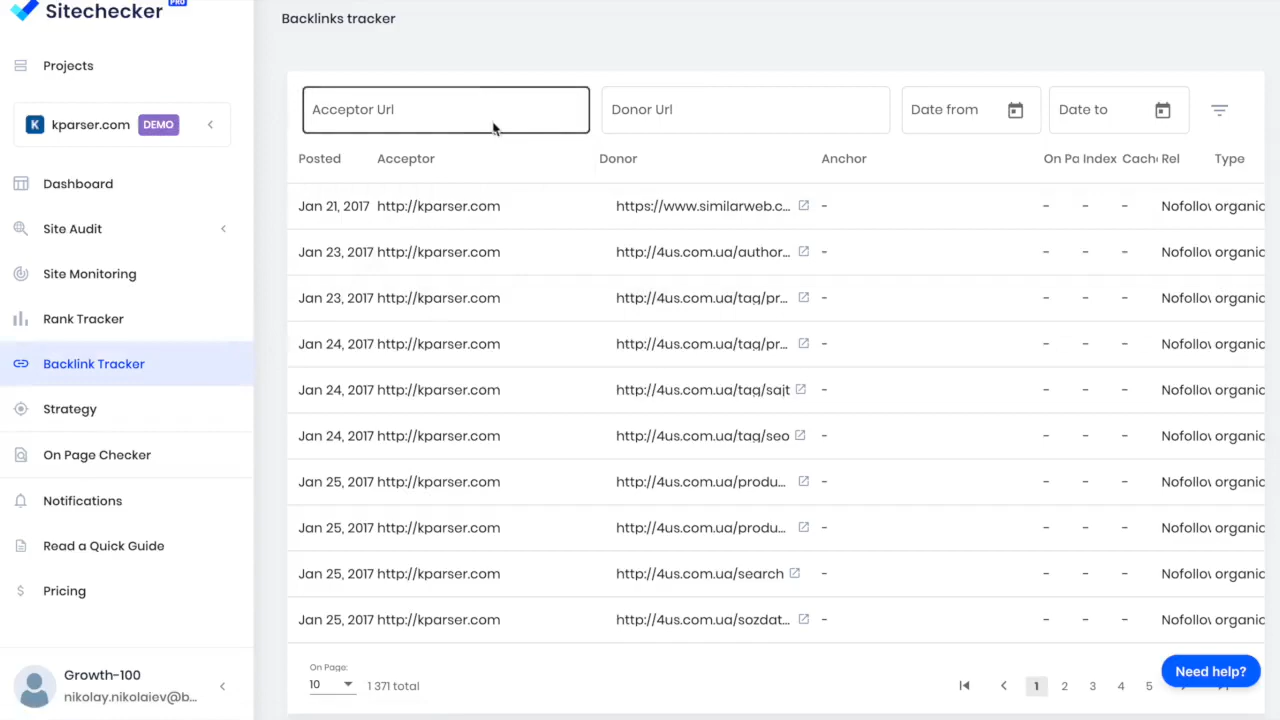 Sitechecker PRO
Backlinks tracker
Projects
K kparser.com DEMO
Dashboard
Site Audit
Site Monitoring
Rank Tracker
Backlink Tracker
Strategy
On Page Checker
Notifications
Read a Quick Guide
$ Pricing
Growth-100
nikolay.nikolaiev@b...
Acceptor Url Donor Url Date from Date to
Posted Acceptor Donor Anchor On Pa Index Cach Rel Type
Jan 21, 2017 http://kparser.com https://www.similarweb.c... - - - - Nofollov organic
Jan 23, 2017 http://kparser.com http://4us.com.ua/author... - - - - Nofollov organic
Jan 23, 2017 http://kparser.com http://4us.com.ua/tag/pr... - - - - Nofollov organic
Jan 24, 2017 http://kparser.com http://4us.com.ua/tag/pr... - - - - Nofollov organic
Jan 24, 2017 http://kparser.com http://4us.com.ua/tag/sajt - - - - Nofollov organic
Jan 24, 2017 http://kparser.com http://4us.com.ua/tag/seo - - - - Nofollov organic
Jan 25, 2017 http://kparser.com http://4us.com.ua/produ... - - - - Nofollov organic
Jan 25, 2017 http://kparser.com http://4us.com.ua/produ... - - - - Nofollov organic
Jan 25, 2017 http://kparser.com http://4us.com.ua/search - - - - Nofollov organic
Jan 25, 2017 http://kparser.com http://4us.com.ua/sozdat... - - - - Nofollov organic
On Page:
10 1 371 total 1 2 3 4 5
Need help?